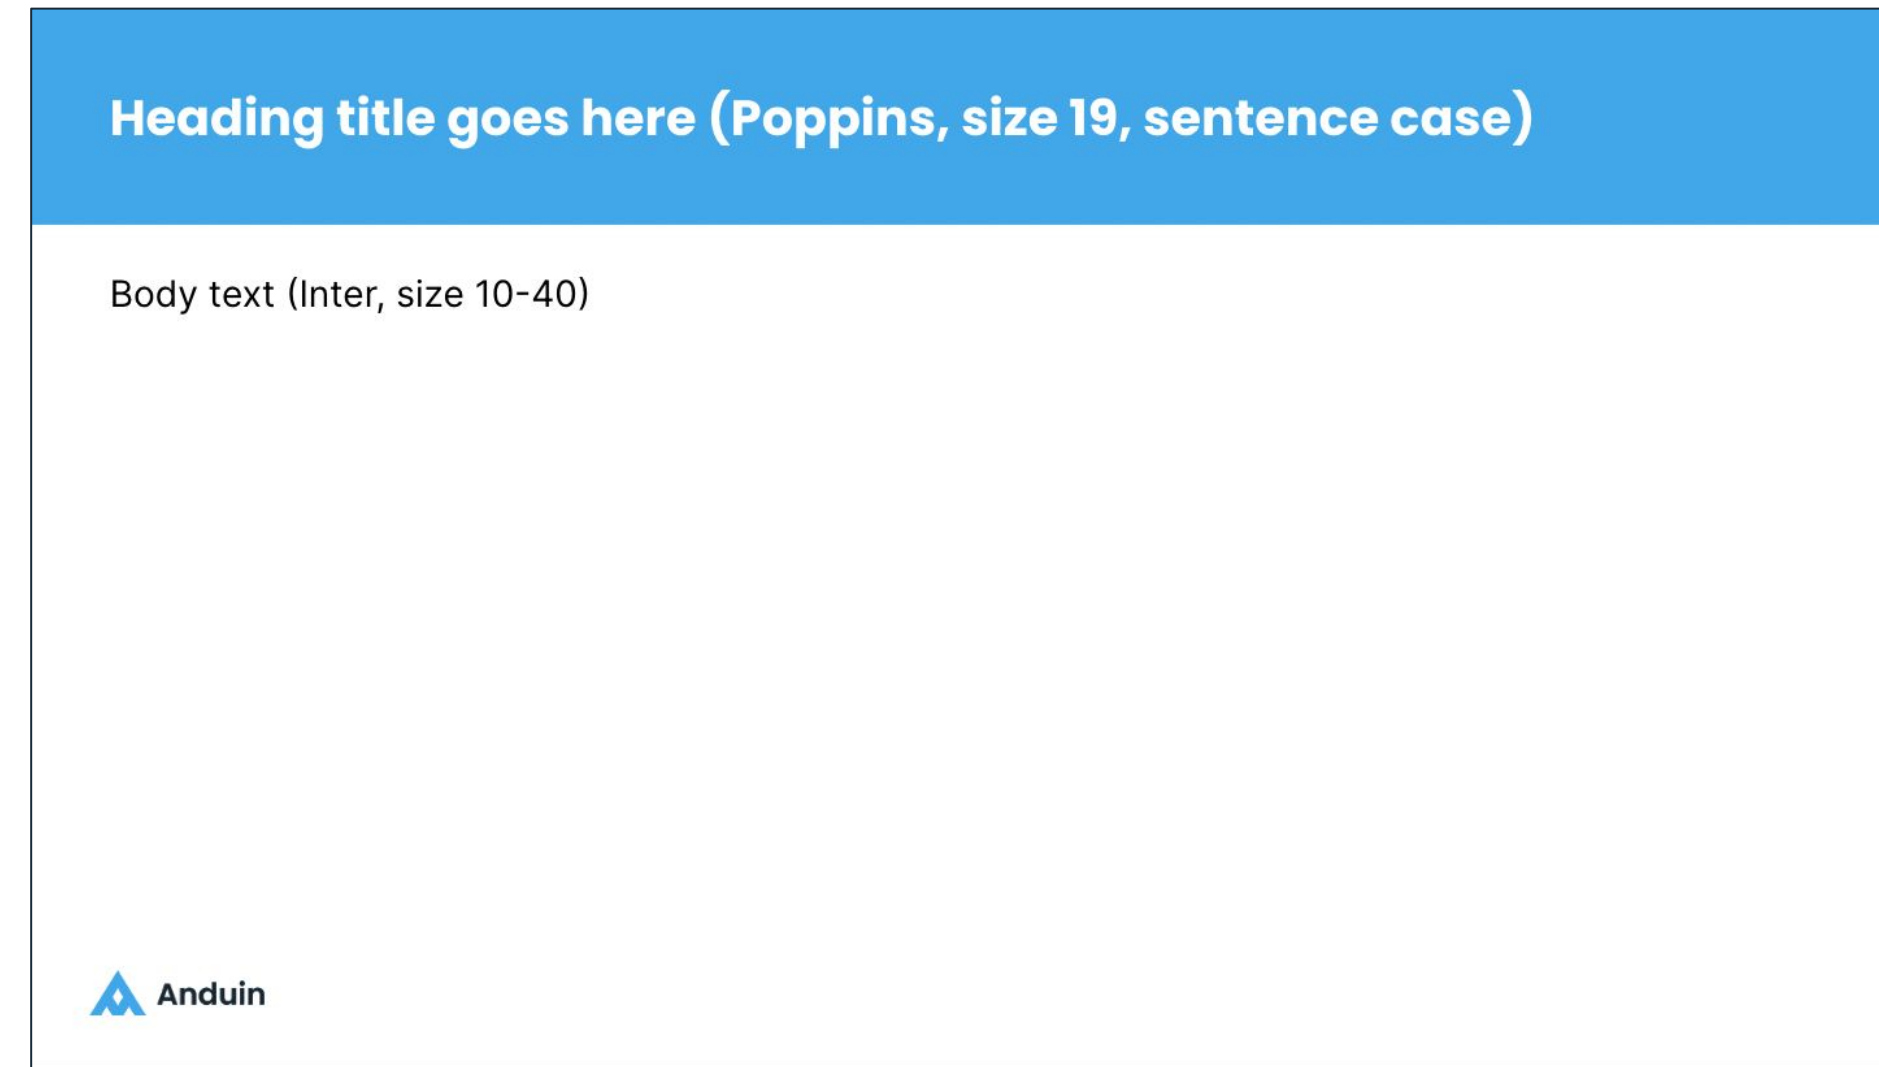 Heading title goes here (Poppins, size 19, sentence case)
Body text (Inter, size 10-40)
Anduin